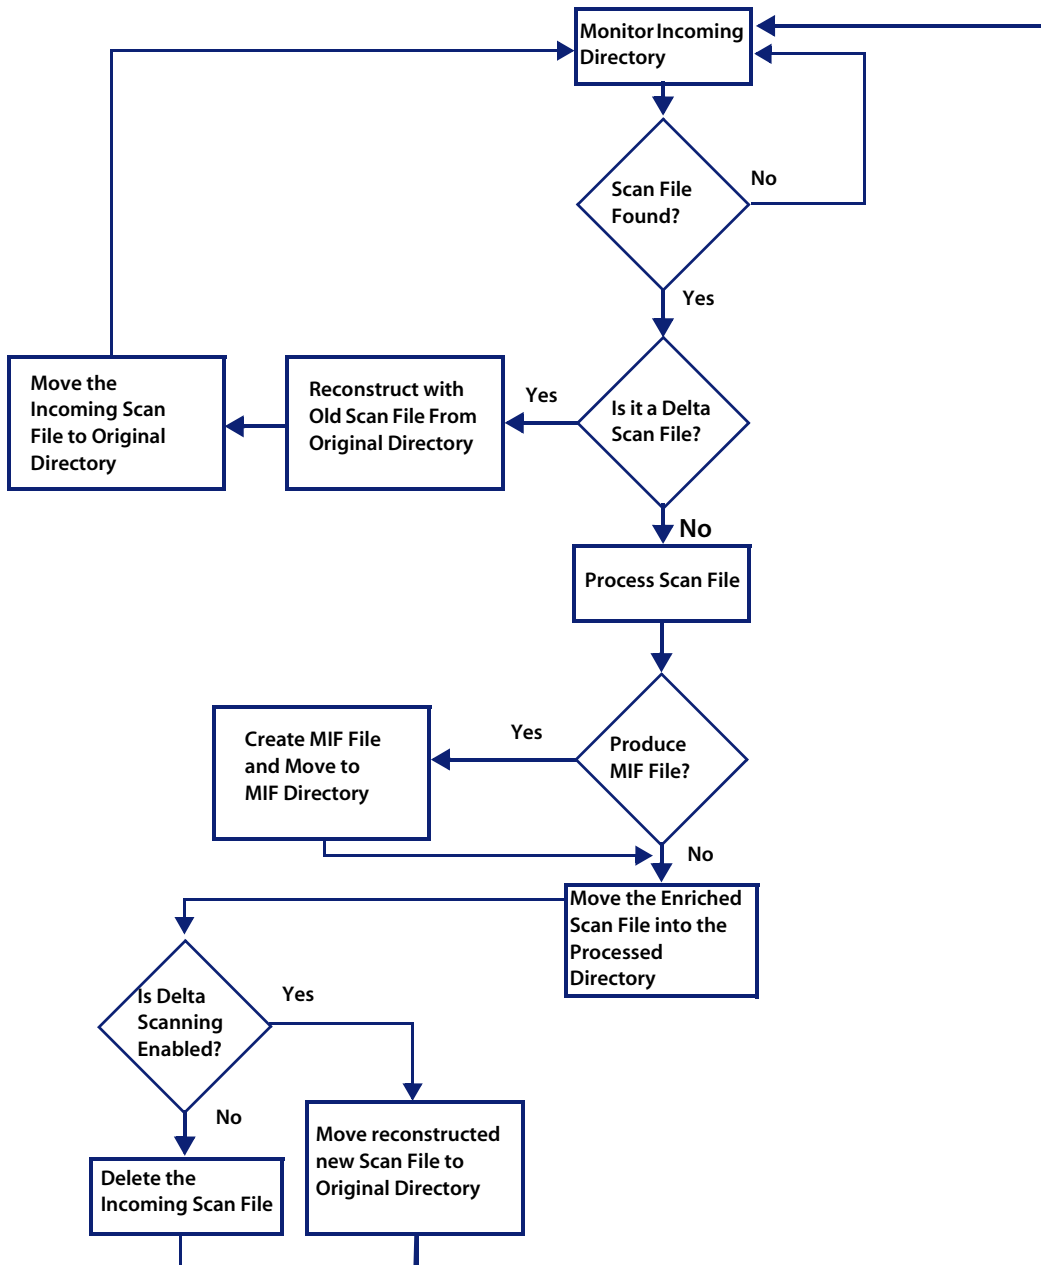 Monitor Incoming
Directory
Scan File
Found?
No
Yes
Move the
Incoming Scan
File to Original
Directory
Reconstruct with
Old Scan File From
Original Directory
Yes
Is it a Delta
Scan File?
No
Process Scan File
Create MIF File
and Move to
MIF Directory
Yes
Produce
MIF File?
No
Move the Enriched
Scan File into the
Processed
Directory
Is Delta
Scanning
Enabled?
Yes
No
Move reconstructed
new Scan File to
Original Directory
Delete the
Incoming Scan File